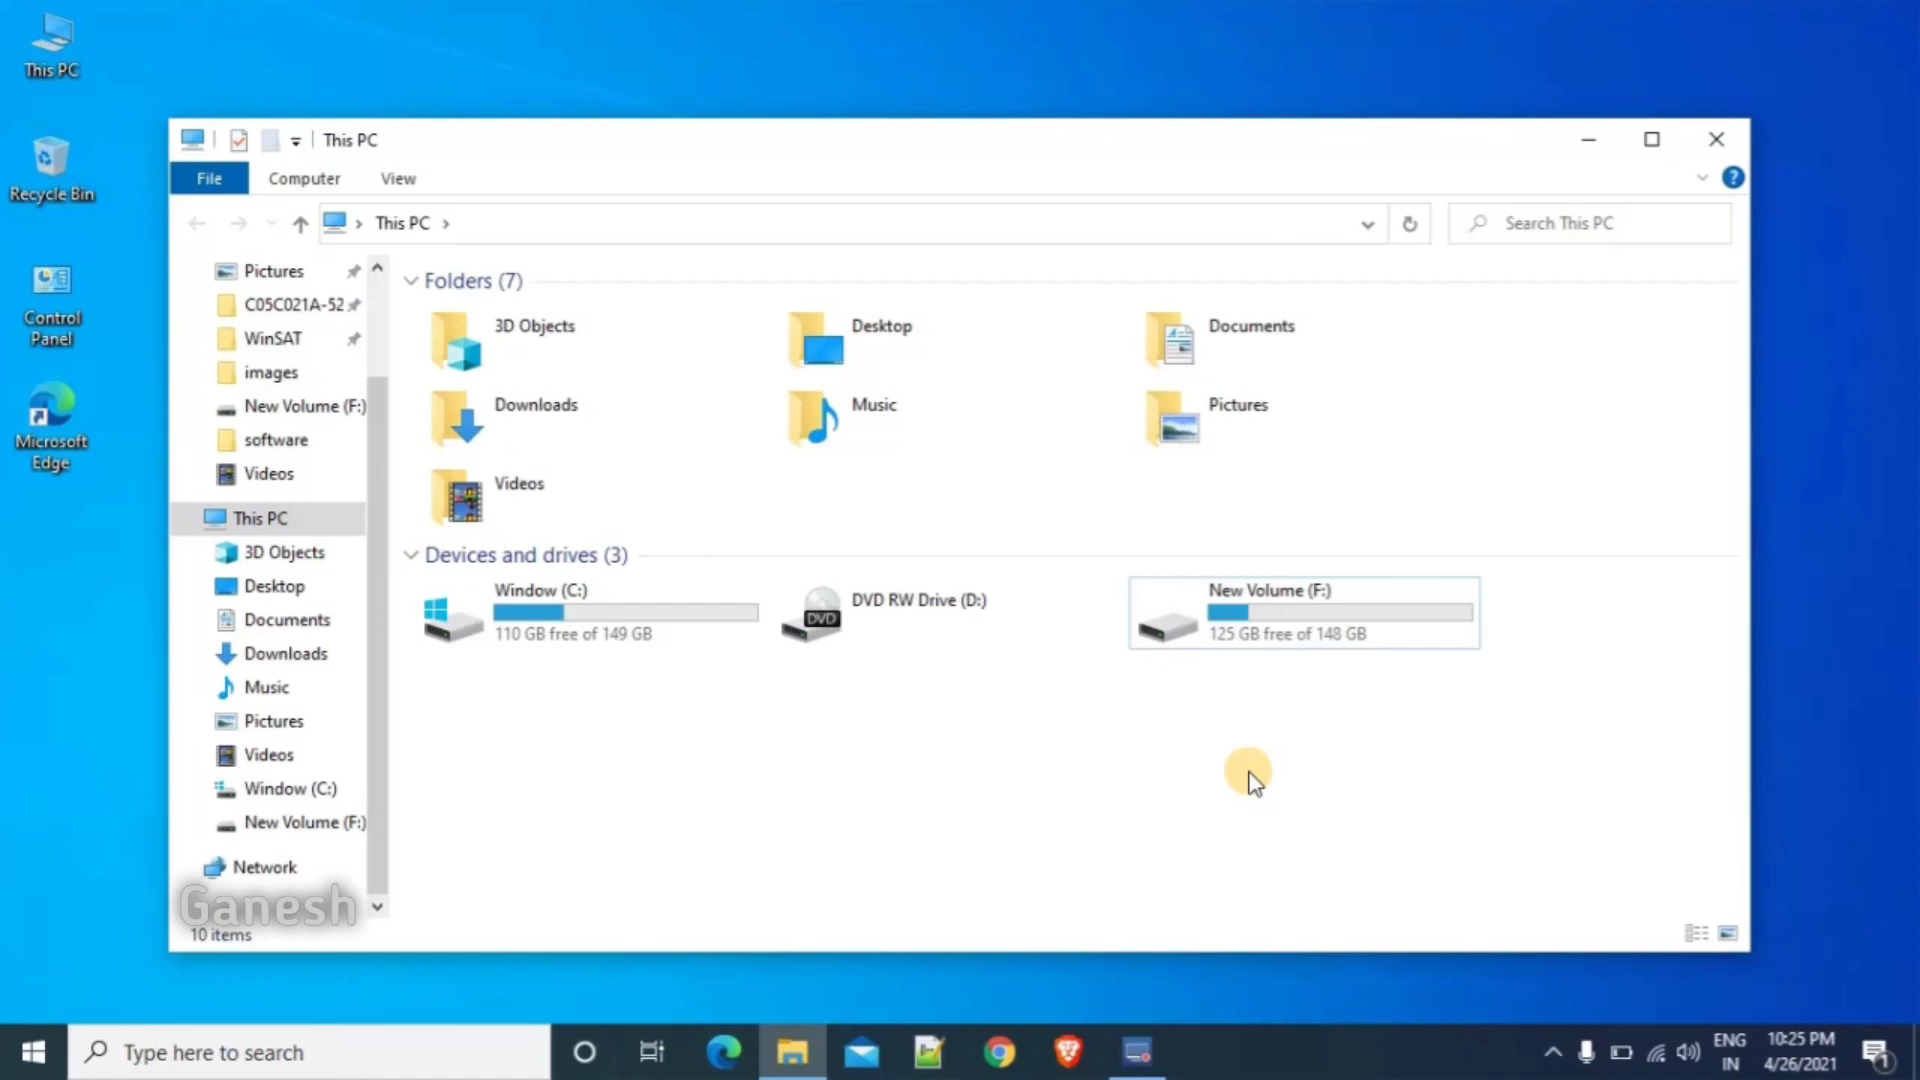 This PC
Recycle Bin
Control
Panel
Microsoft
Edge
This PC
File
Computer
View
?
This PC
Search This PC
Pictures
C05C021A-52
WinSAT
images
New Volume (F:)
software
Videos
This PC
3D Objects
Desktop
Documents
Downloads
Music
Pictures
Videos
Window (C:)
New Volume (F:)
Network
Ganesh
10 items
Folders (7)
3D Objects
Desktop
Documents
Downloads
Music
Pictures
Videos
Devices and drives (3)
Window (C:)
110 GB free of 149 GB
DVD
DVD RW Drive (D:)
New Volume (F:)
125 GB free of 148 GB
Type here to search
ENG
IN
10:25 PM
4/26/2021
1